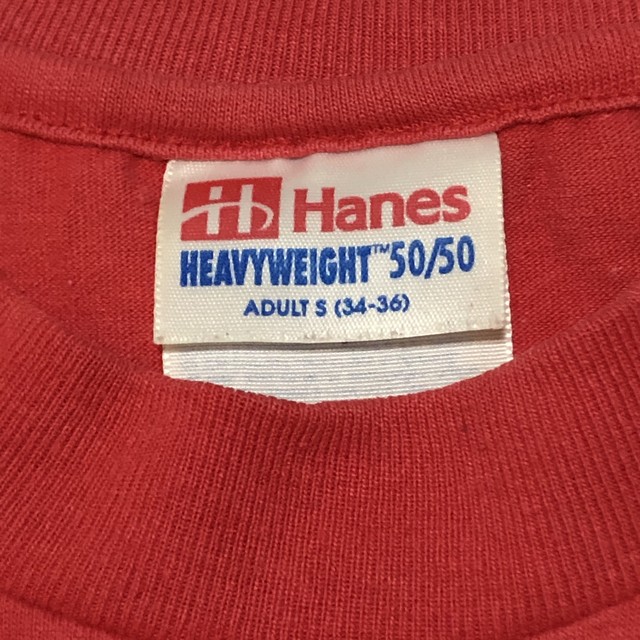 H Hanes
HEAVYWEIGHT™ 50/50
ADULT S (34-36)